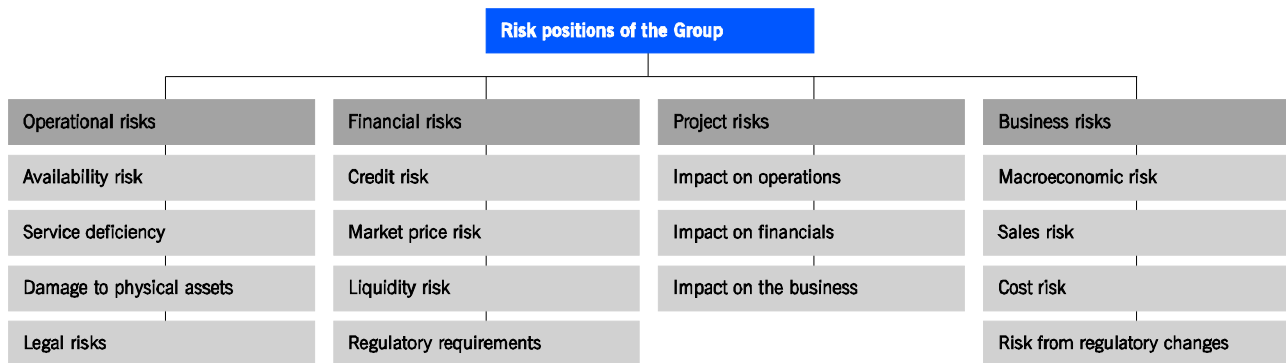 Risk positions of the Group
Operational risks
Availability risk
Service deficiency
Damage to physical assets
Legal risks
Financial risks
Credit risk
Market price risk
Liquidity risk
Regulatory requirements
Project risks
Impact on operations
Impact on financials
Impact on the business
Business risks
Macroeconomic risk
Sales risk
Cost risk
Risk from regulatory changes